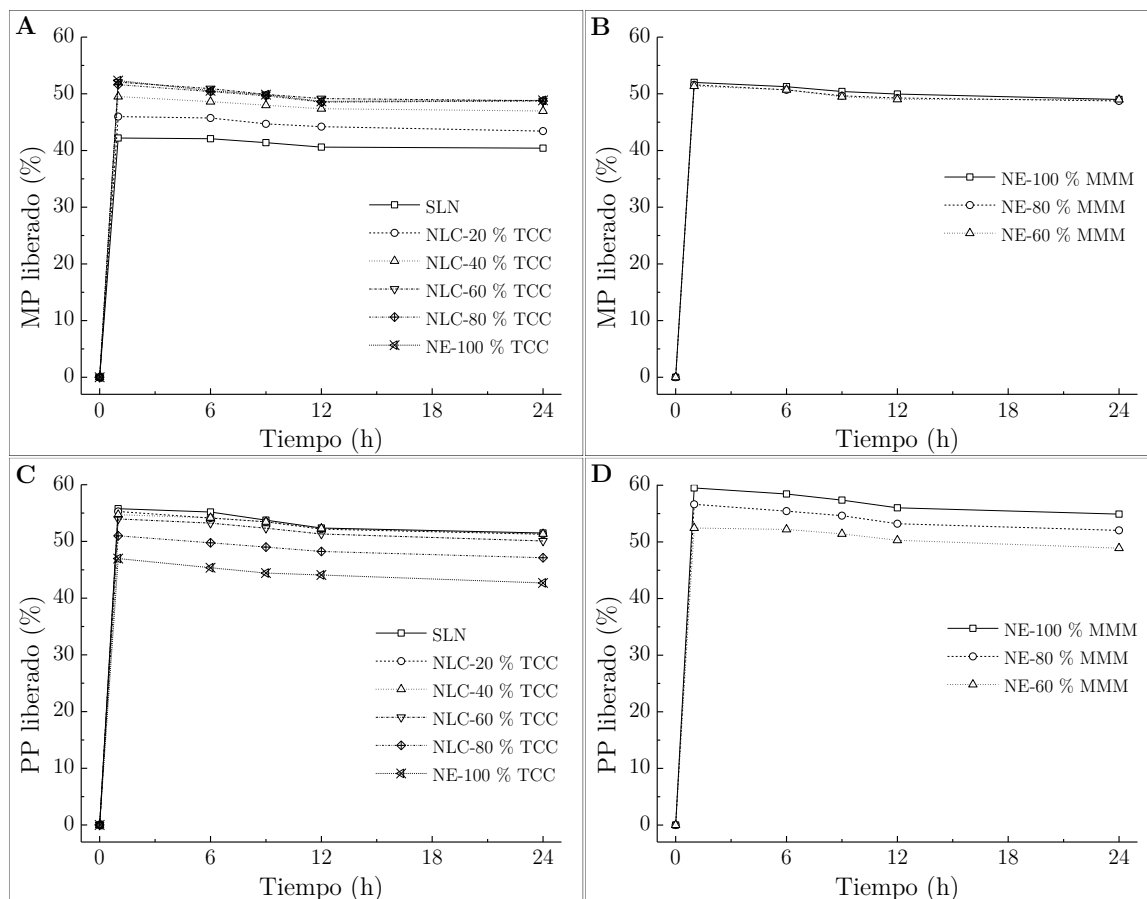 A
60
50
40
30
20
10
0
MP liberado (%)
SLN
NLC-20 % TCC
NLC-40 % TCC
NLC-60 % TCC
NLC-80 % TCC
NE-100 % TCC
0 6 12 18 24
Tiempo (h)
B
60
50
40
30
20
10
0
MP liberado (%)
NE-100 % MMM
NE-80 % MMM
NE-60 % MMM
0 6 12 18 24
Tiempo (h)
C
60
50
40
30
20
10
0
PP liberado (%)
SLN
NLC-20 % TCC
NLC-40 % TCC
NLC-60 % TCC
NLC-80 % TCC
NE-100 % TCC
0 6 12 18 24
Tiempo (h)
D
60
50
40
30
20
10
0
PP liberado (%)
NE-100 % MMM
NE-80 % MMM
NE-60 % MMM
0 6 12 18 24
Tiempo (h)